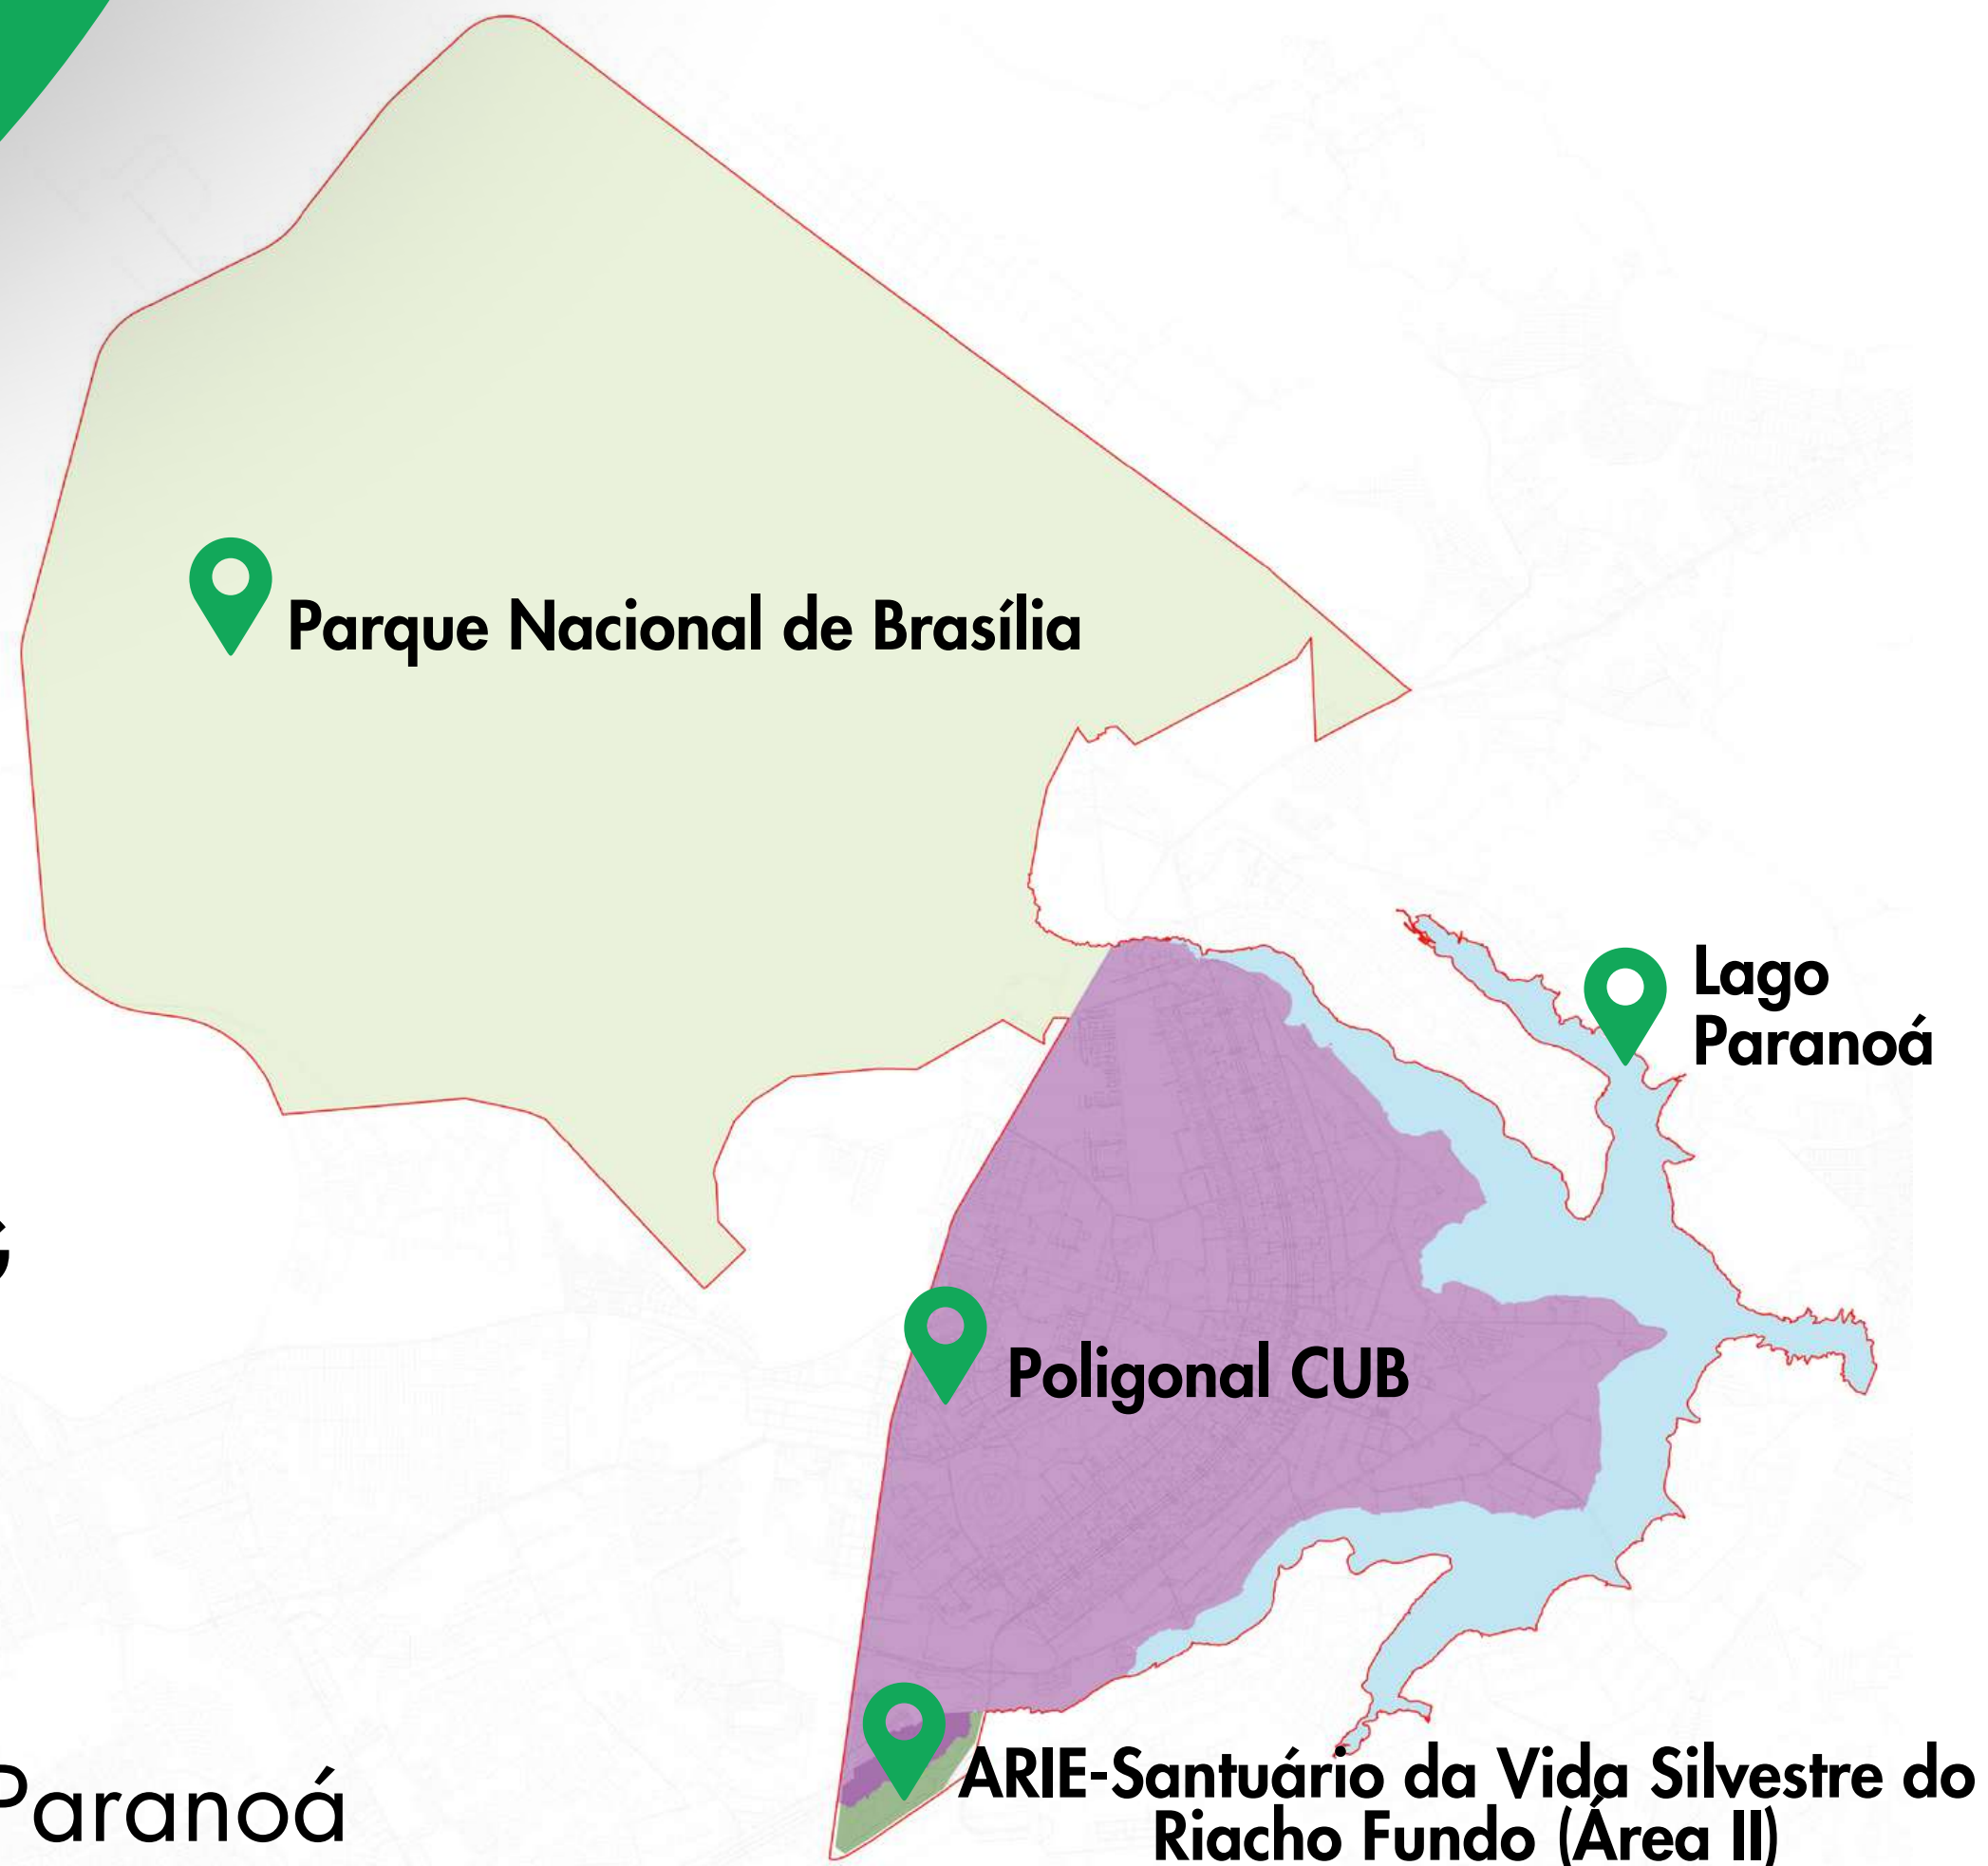 Parque Nacional de Brasília
Lago
Paranoá
Poligonal CUB
ARIE-Santuário da Vida Silvestre do
Riacho Fundo (Área II)
Paranoá